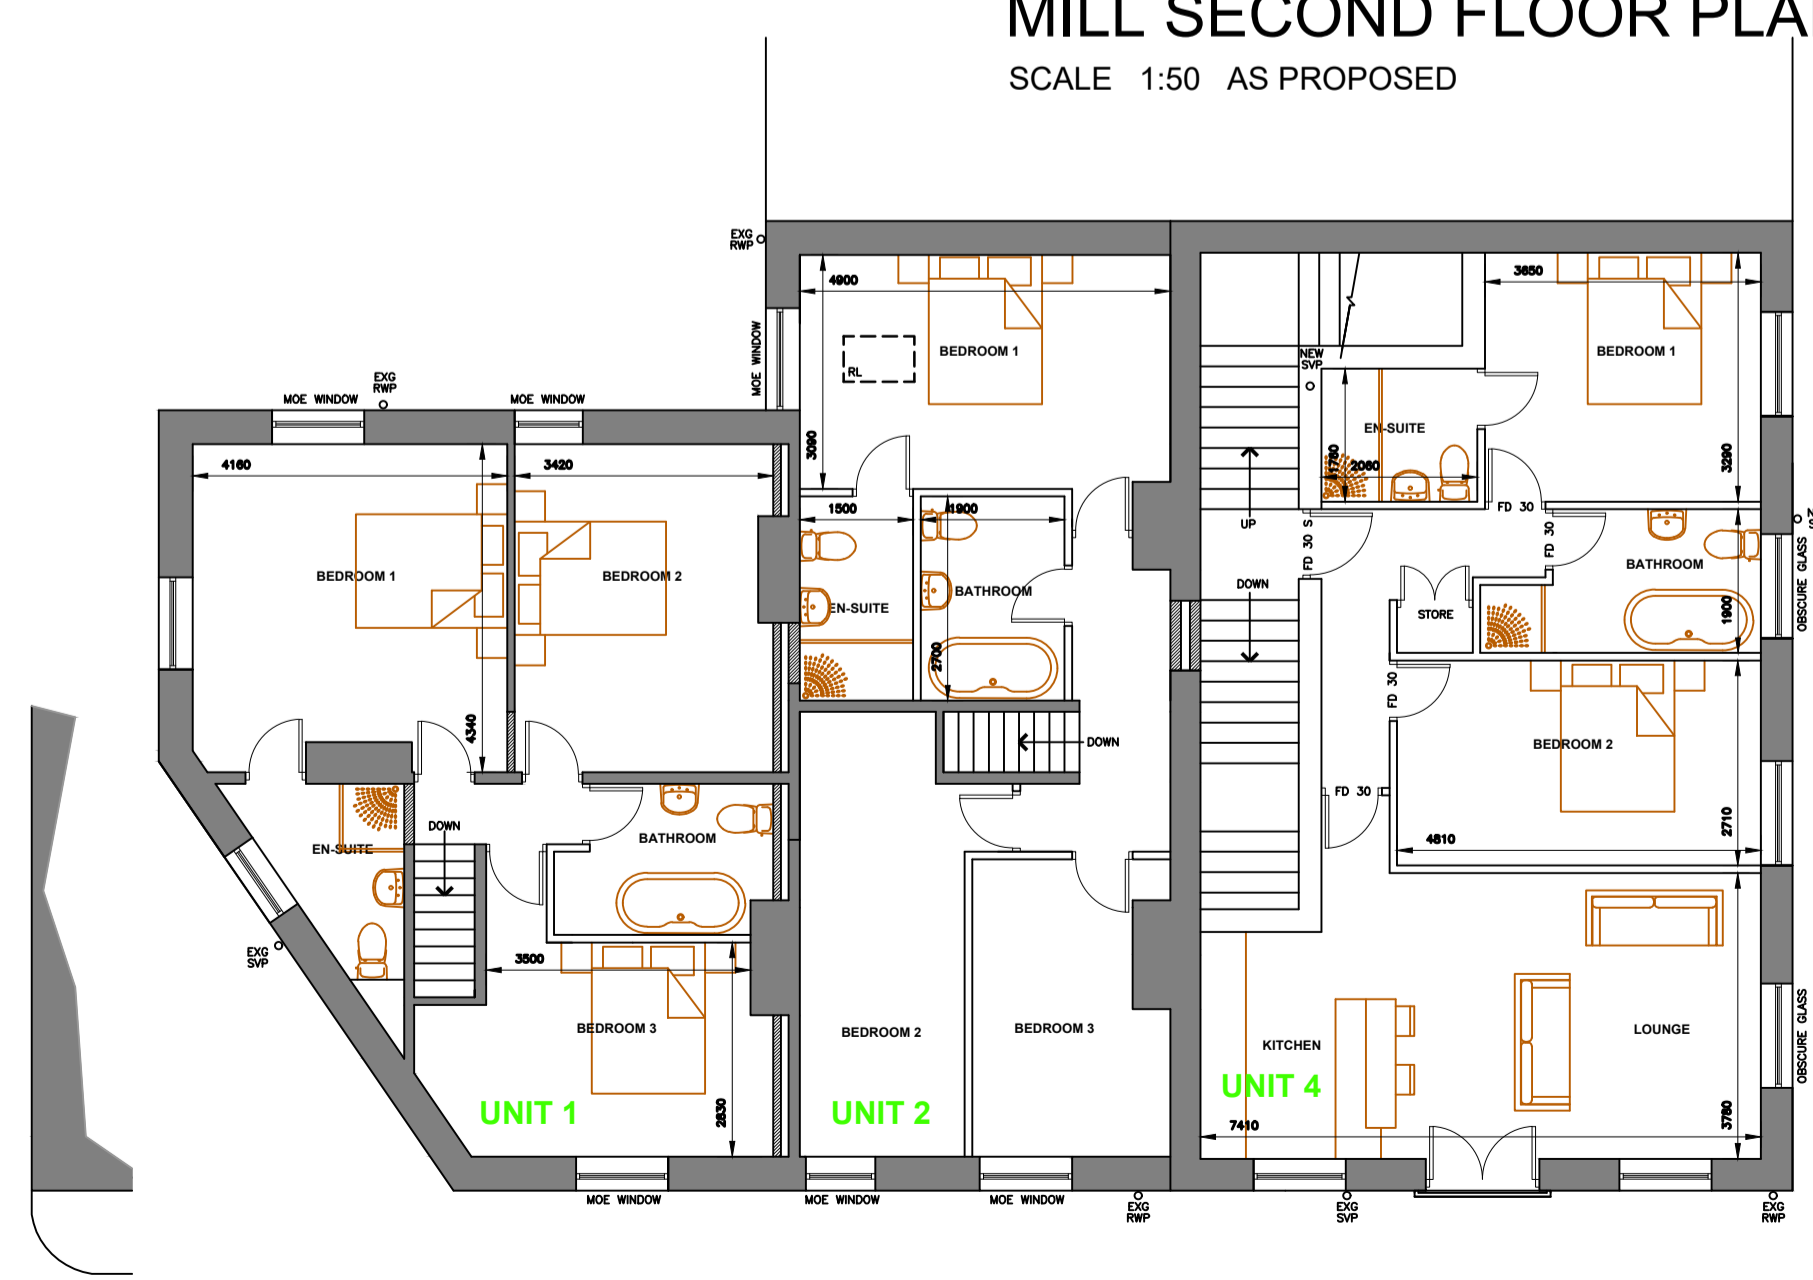 MILL SECOND FLOOR PLA
SCALE 1:50 AS PROPOSED
EXG
RWP
4900
3650
MOE WINDOW
BEDROOM 1
RL
NEW
SVP
BEDROOM 1
EXG
RWP
MOE WINDOW
MOE WINDOW
3090
EN-SUITE
1760
2060
3290
4160
3420
1500
1900
UP
FD 30 S
FD 30
FD 30
OBSCURE GLASS
BEDROOM 1
BEDROOM 2
EN-SUITE
BATHROOM
2700
DOWN
STORE
BATHROOM
1900
4340
DOWN
FD 30
BEDROOM 2
FD 30
2710
4810
DOWN
EN-SUITE
BATHROOM
EXG
SVP
3500
BEDROOM 3
2630
UNIT 1
MOE WINDOW
BEDROOM 2
BEDROOM 3
UNIT 2
MOE WINDOW
MOE WINDOW
EXG
RWP
KITCHEN
UNIT 4
7410
LOUNGE
3760
OBSCURE GLASS
EXG
SVP
EXG
RWP